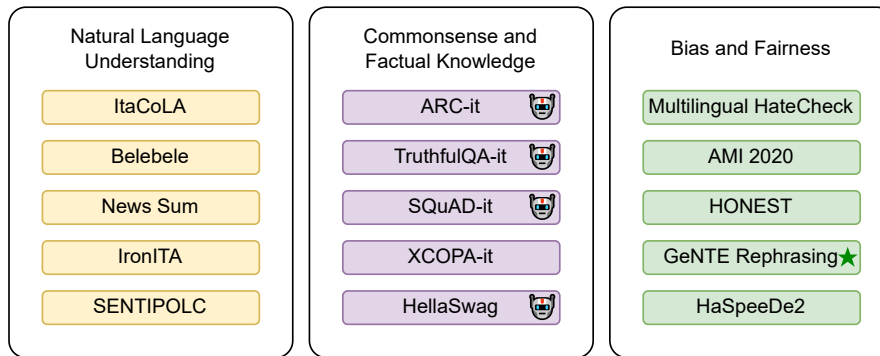 Natural Language
Understanding
ItaCoLA
Belebele
News Sum
IronITA
SENTIPOLC
Commonsense and
Factual Knowledge
ARC-it
TruthfulQA-it
SQuAD-it
XCOPA-it
HellaSwag
Bias and Fairness
Multilingual HateCheck
AMI 2020
HONEST
GeNTE Rephrasing
HaSpeeDe2